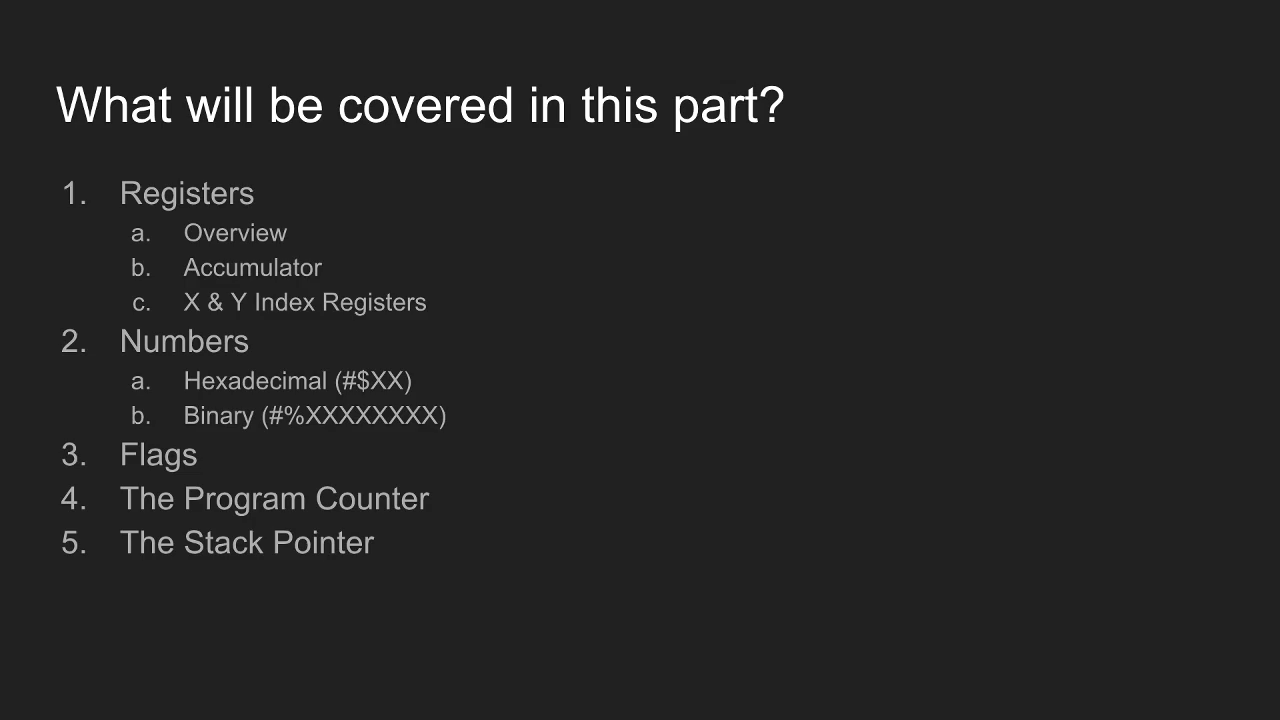 What will be covered in this part?
1. Registers
a. Overview
b. Accumulator
c. X & Y Index Registers
2. Numbers
a. Hexadecimal (#$XX)
b. Binary (#%XXXXXXXX)
3. Flags
4. The Program Counter
5. The Stack Pointer